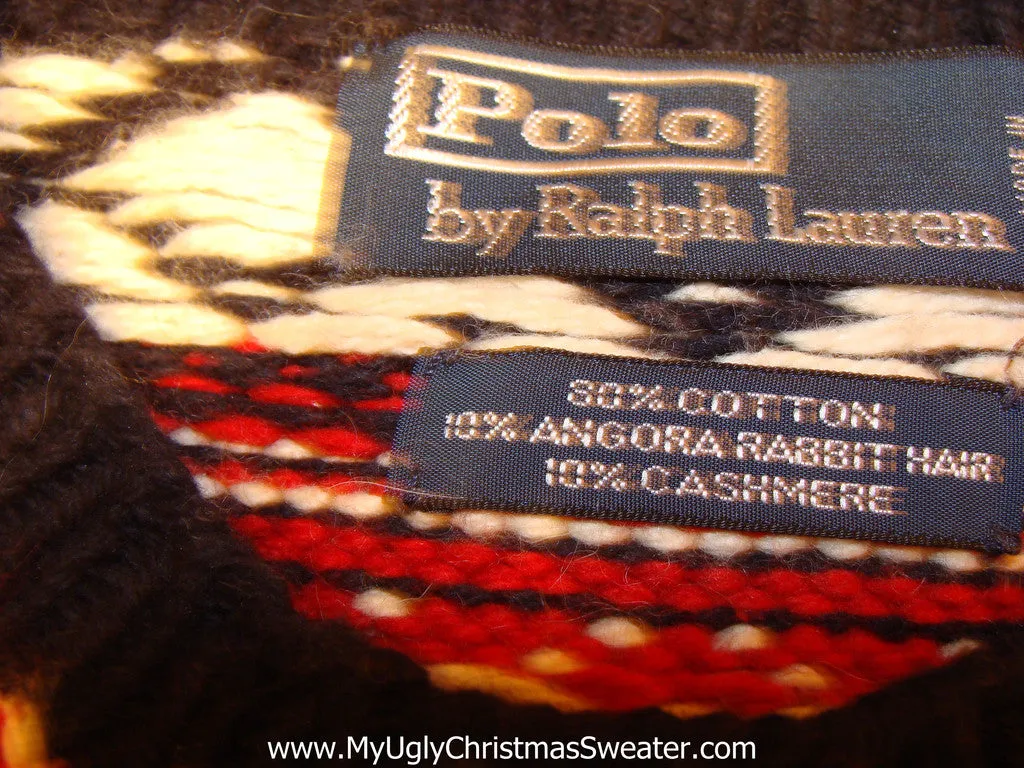 Polo
by Ralph Lauren
80% COTTON
10% ANGORA RABBIT HAIR
10% CASHMERE
www.MyUglyChristmasSweater.com